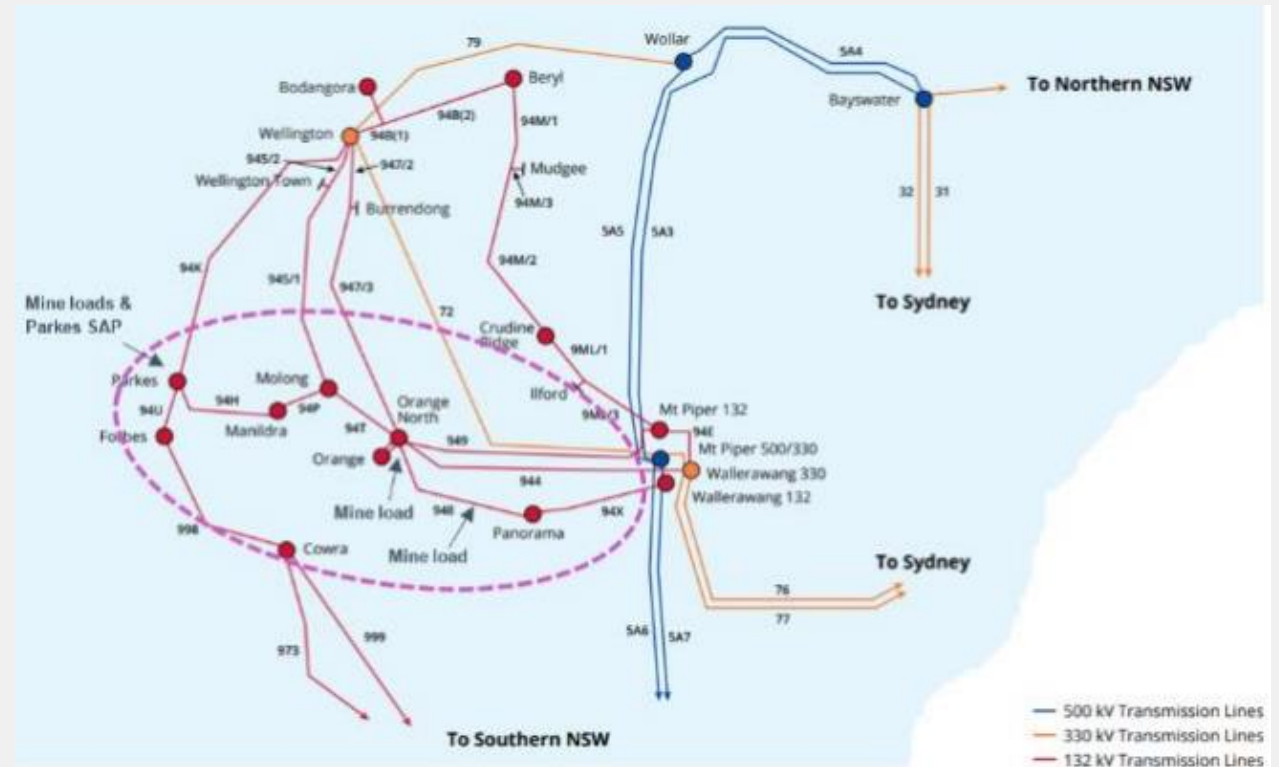 79
Wollar
5A4
Bodangora
Beryl
To Northern NSW
Bayswater
94B(2)
Wellington
94B(1)
94M/1
945/2
947/2
Mudgee
Wellington Town
32
31
94M/3
Burrendong
5A5
5A3
94K
94M/2
945/1
947/3
To Sydney
Mine loads &
Parkes SAP
72
Crudine
Ridge
9ML/1
Parkes
Molong
Ilford
94H
94P
Orange
North
9ML/3
Mt Piper 132
94U
Manildra
94T
94E
Forbes
949
Mt Piper 500/330
Orange
Wallerawang 330
944
Wallerawang 132
Mine load
948
94X
998
Panorama
Cowra
Mine load
To Sydney
76
77
5A6
5A7
973
999
To Southern NSW
500 kV Transmission Lines
330 kV Transmission Lines
132 kV Transmission Lines